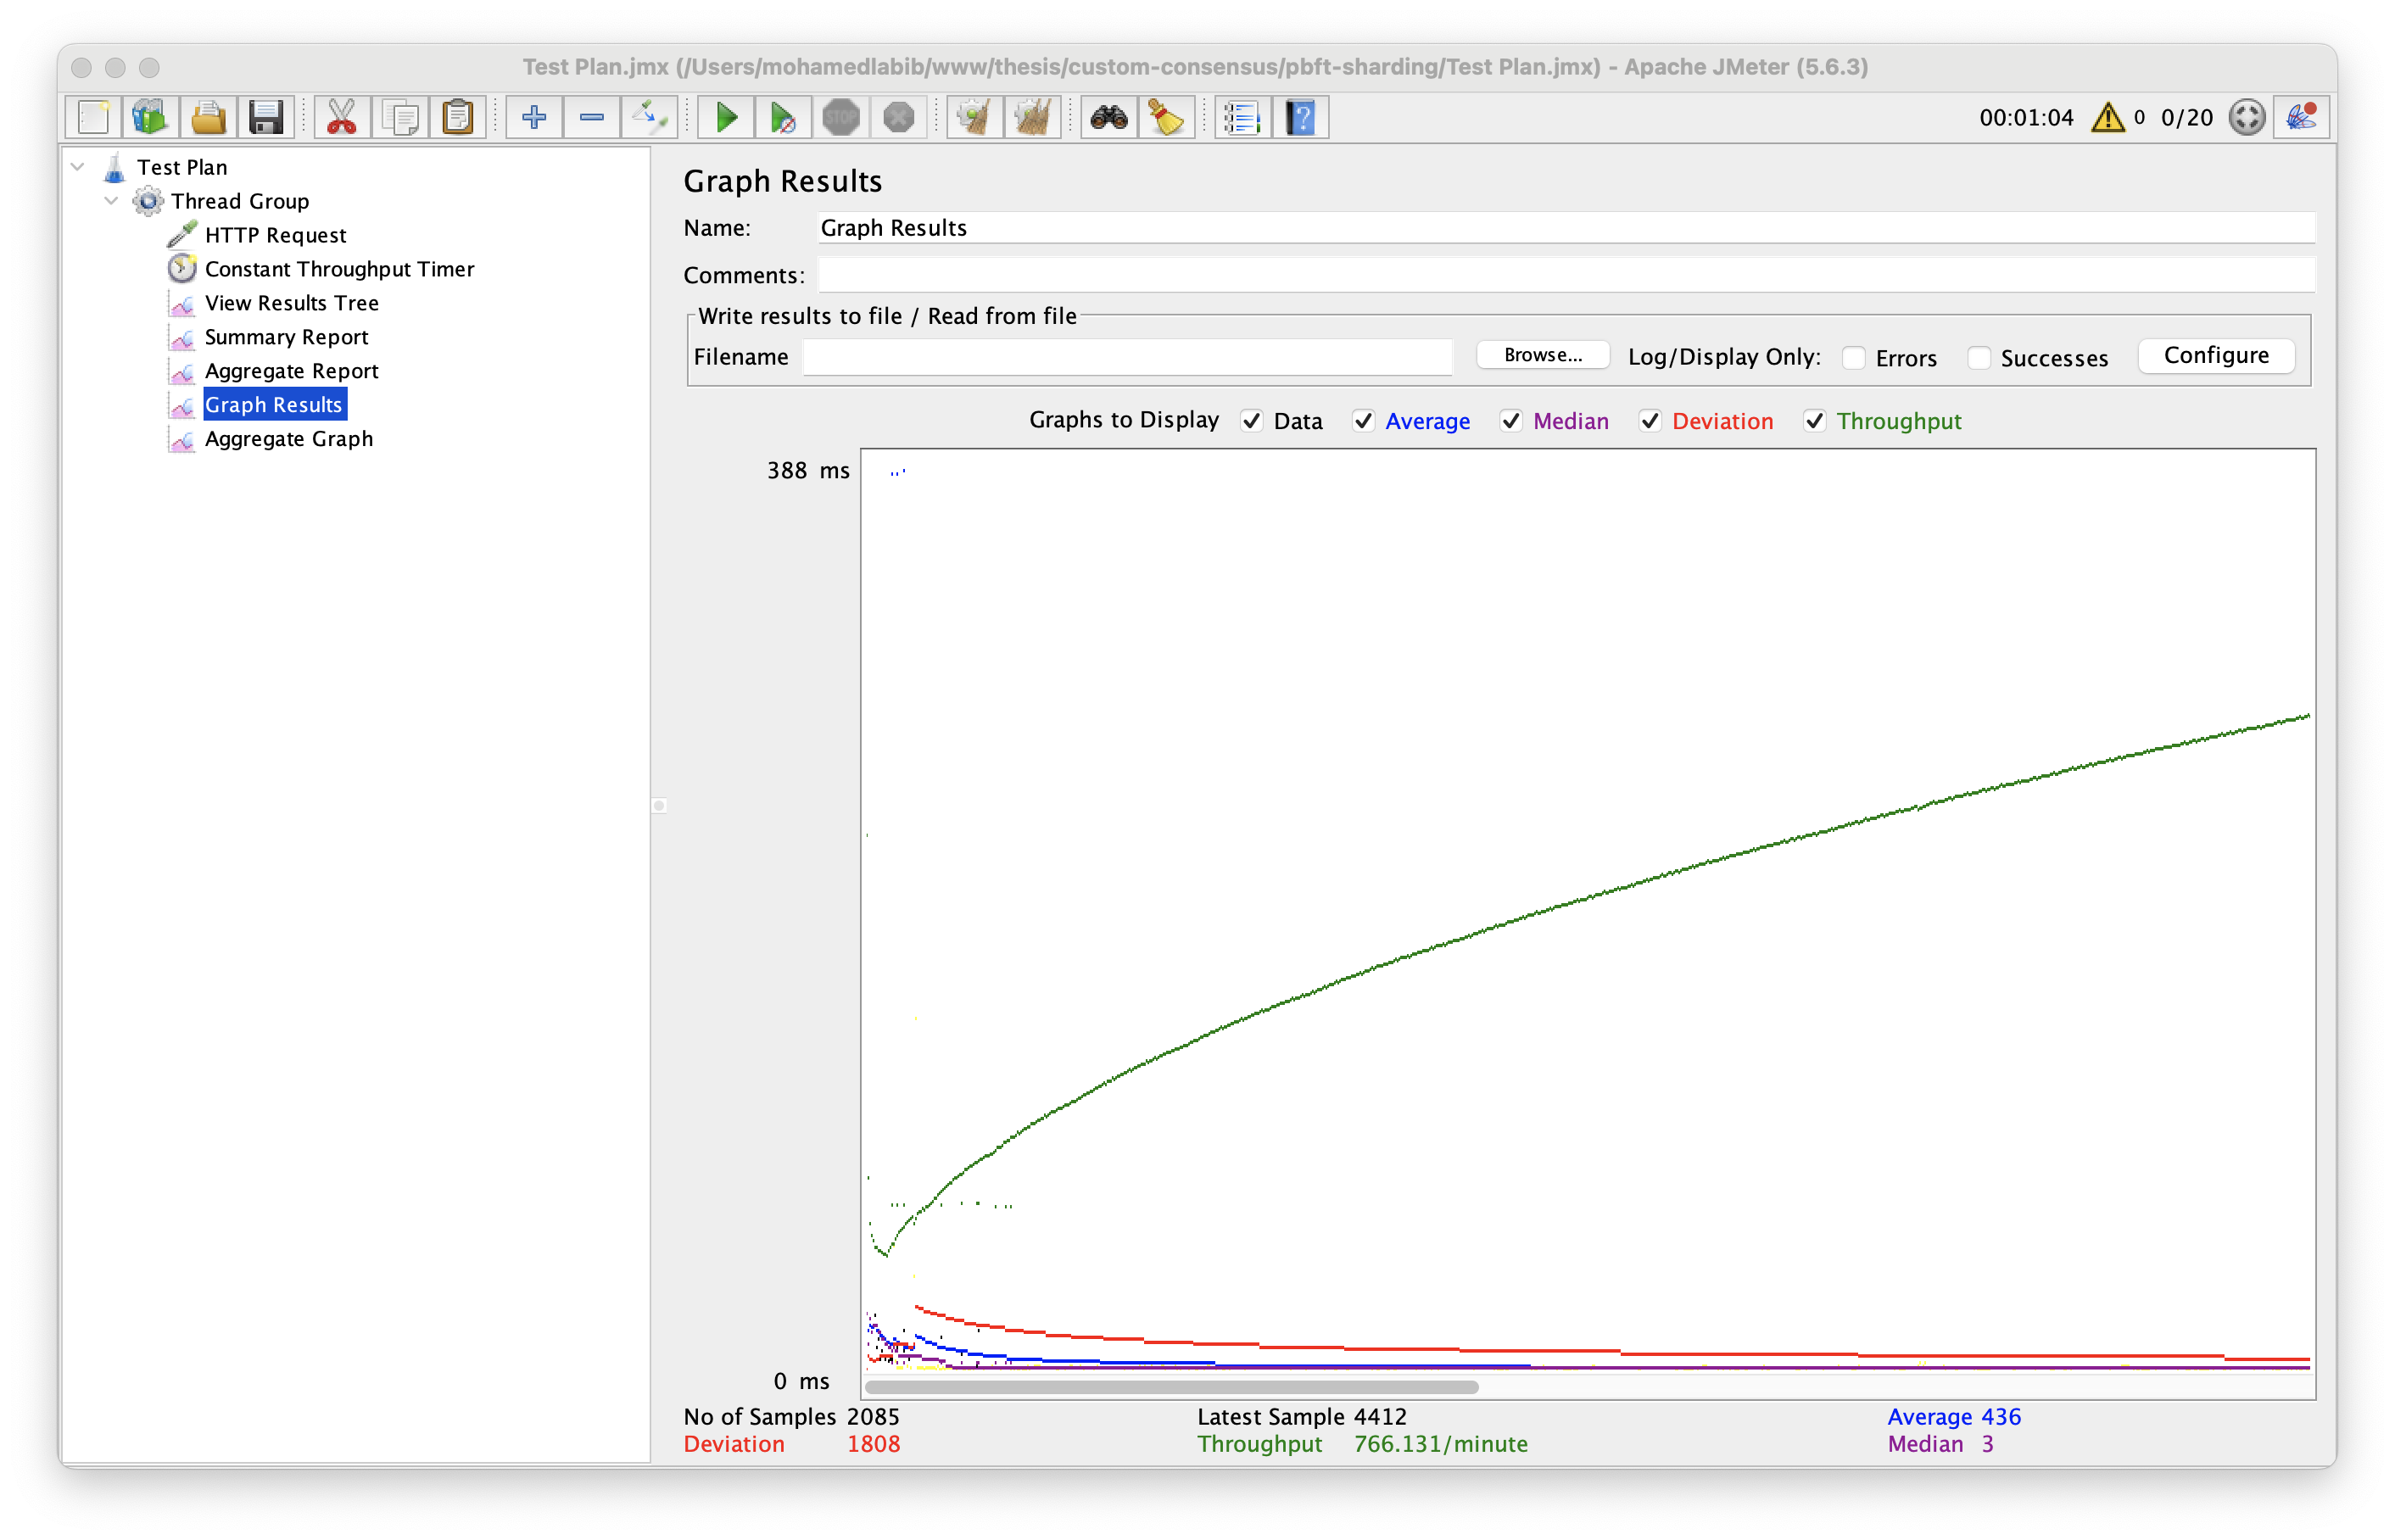 Test Plan.jmx (/Users/mohamedlabib/www/thesis/custom-consensus/pbft-sharding/Test Plan.jmx) - Apache JMeter (5.6.3)
STOP
00:01:04 0 0/20
Test Plan
Thread Group
HTTP Request
Constant Throughput Timer
View Results Tree
Summary Report
Aggregate Report
Graph Results
Aggregate Graph
Graph Results
Name: Graph Results
Comments:
Write results to file / Read from file
Filename Browse... Log/Display Only: Errors Successes Configure
Graphs to Display Data Average Median Deviation Throughput
388 ms
0 ms
No of Samples 2085 Latest Sample 4412 Average 436
Deviation 1808 Throughput 766.131/minute Median 3